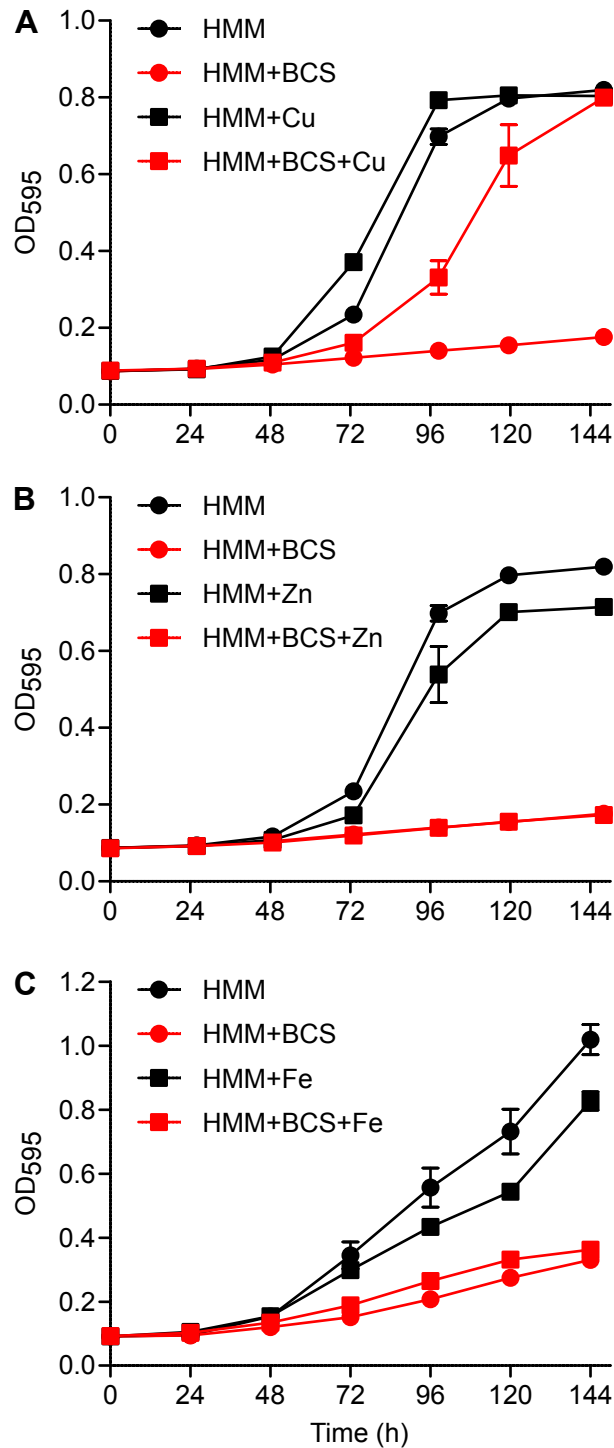 A
1.0
0.8
0.6
0.4
0.2
0.0
OD595
HMM
HMM+BCS
HMM+Cu
HMM+BCS+Cu
0 24 48 72 96 120 144
B
1.0
0.8
0.6
0.4
0.2
0.0
OD595
HMM
HMM+BCS
HMM+Zn
HMM+BCS+Zn
0 24 48 72 96 120 144
C
1.2
1.0
0.8
0.6
0.4
0.2
0.0
OD595
HMM
HMM+BCS
HMM+Fe
HMM+BCS+Fe
0 24 48 72 96 120 144
Time (h)